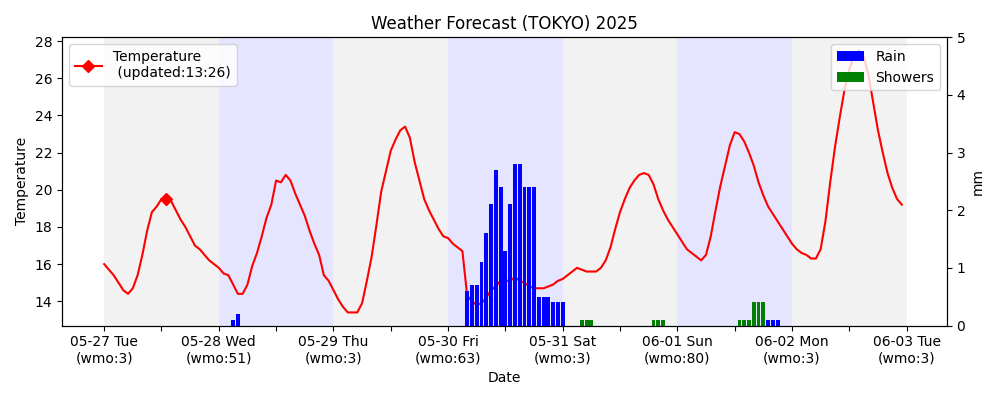 Weather Forecast (TOKYO) 2025
Temperature
(updated:13:26)
Rain
Showers
28
26
24
22
20
18
16
14
Temperature
5
4
3
2
1
0
mm
05-27 Tue
(wmo:3)
05-28 Wed
(wmo:51)
05-29 Thu
(wmo:3)
05-30 Fri
(wmo:63)
05-31 Sat
(wmo:3)
06-01 Sun
(wmo:80)
06-02 Mon
(wmo:3)
06-03 Tue
(wmo:3)
Date